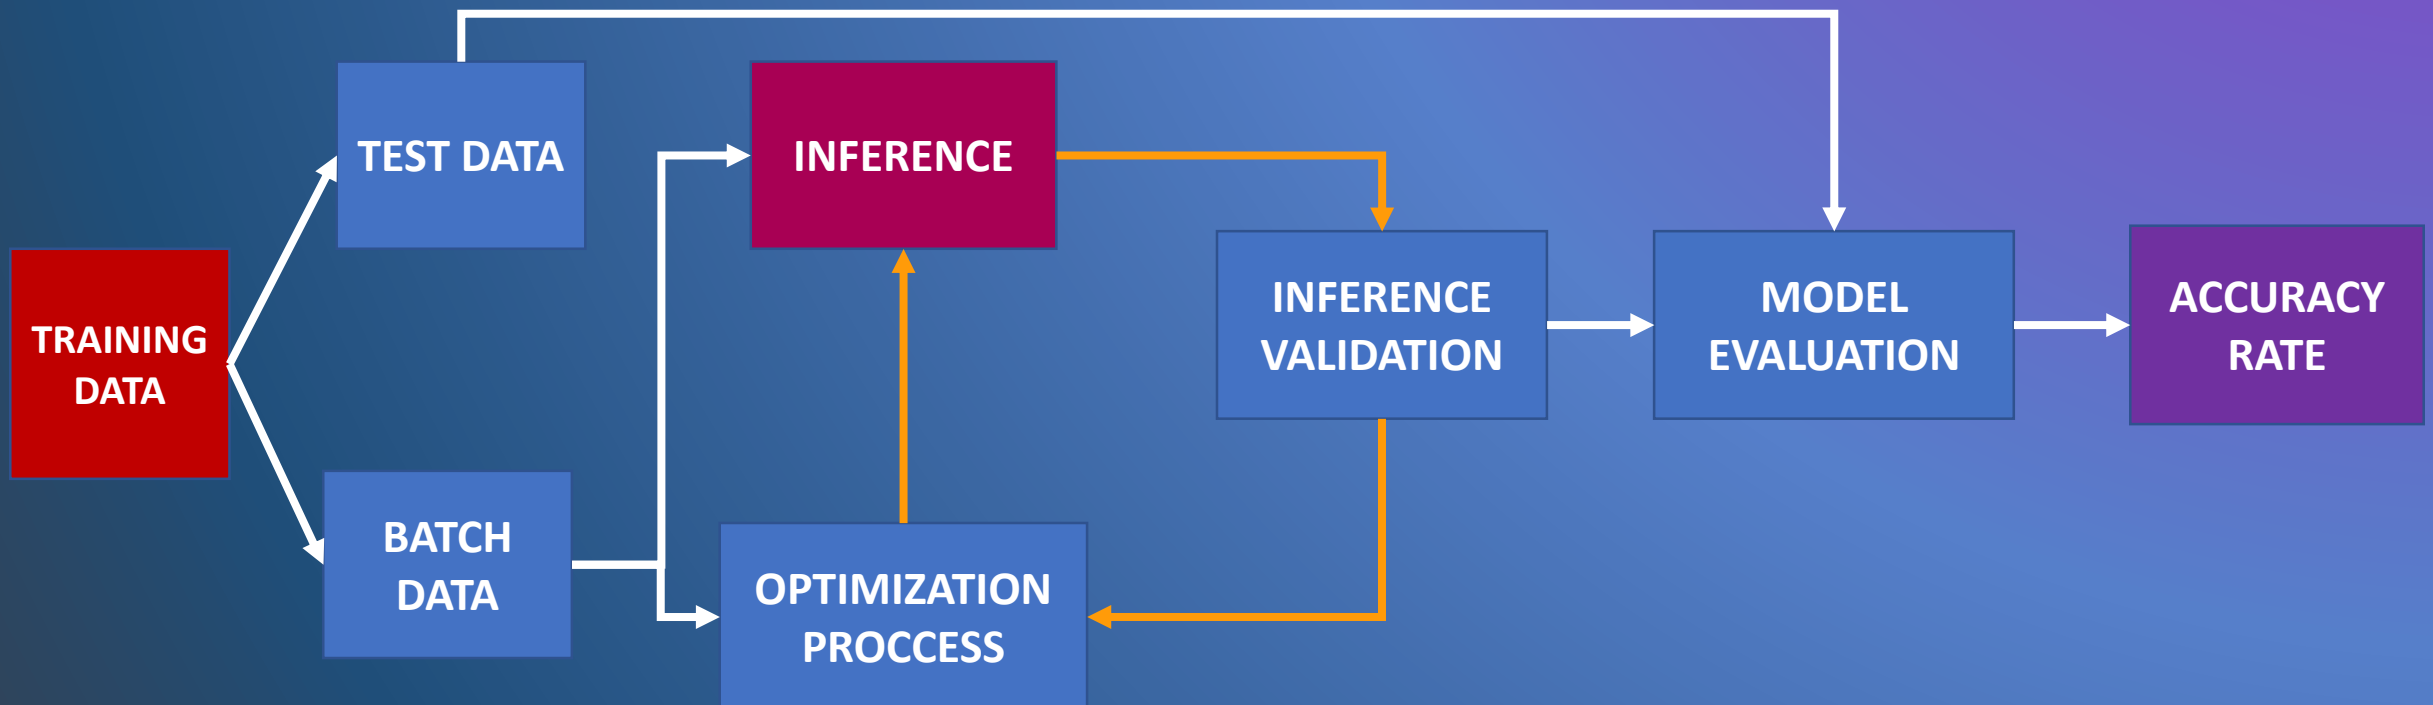 TEST DATA
INFERENCE
TRAINING
DATA
INFERENCE
VALIDATION
MODEL
EVALUATION
ACCURACY
RATE
BATCH
DATA
OPTIMIZATION
PROCCESS